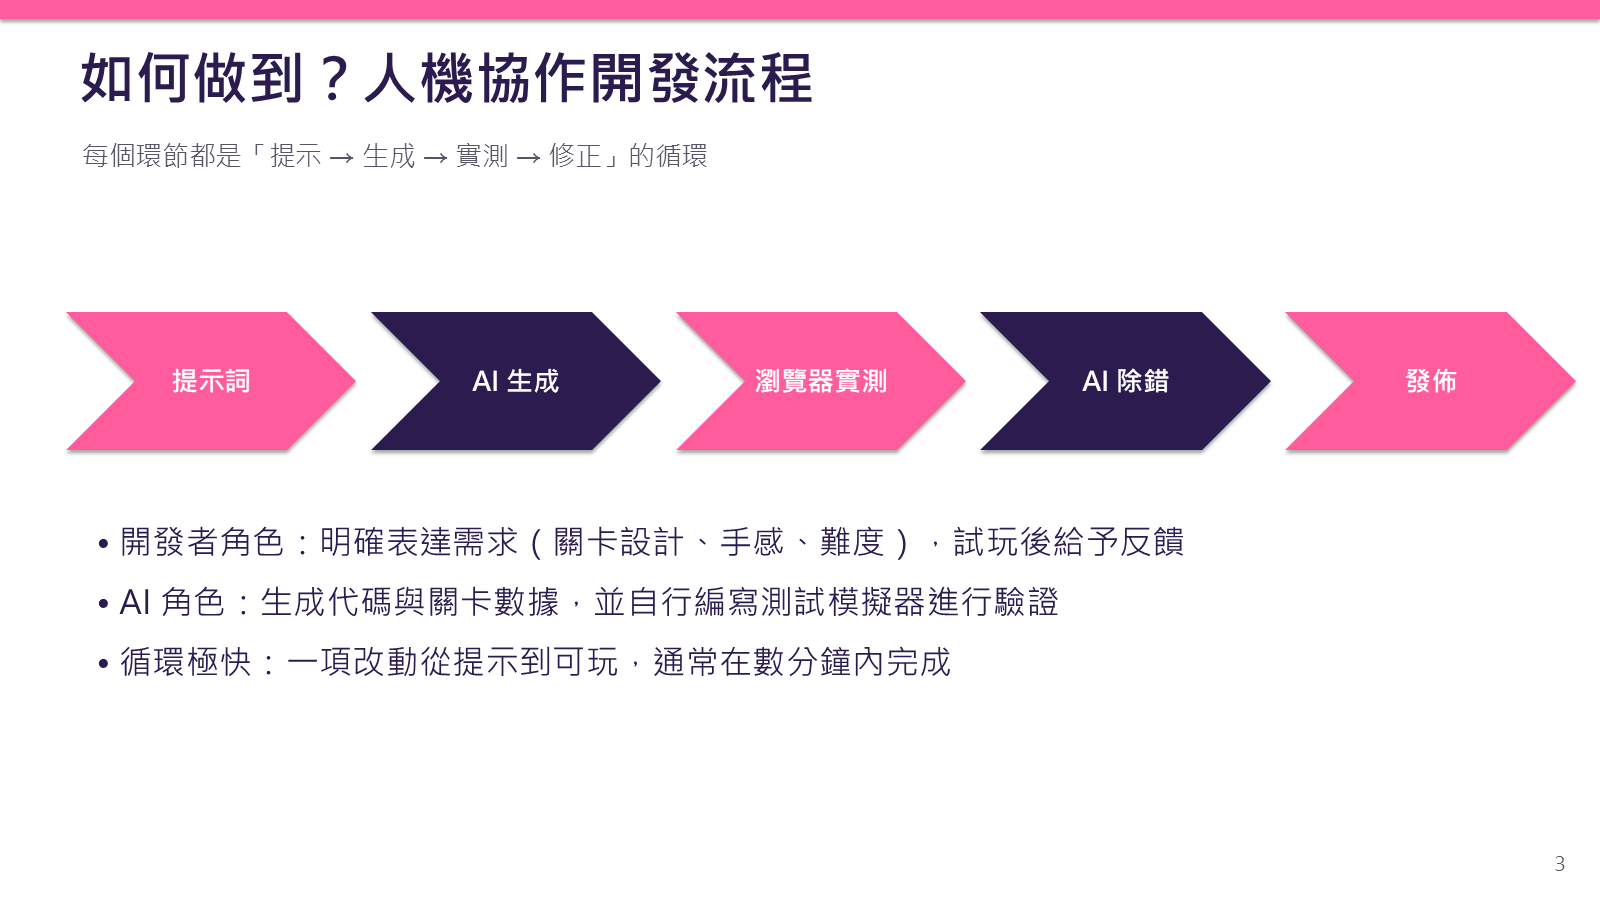 如何做到？人機協作開發流程
每個環節都是「提示 → 生成 → 實測 → 修正」的循環
提示詞
AI 生成
瀏覽器實測
AI 除錯
發佈
• 開發者角色：明確表達需求（關卡設計、手感、難度），試玩後給予反饋
• AI 角色：生成代碼與關卡數據，並自行編寫測試模擬器進行驗證
• 循環極快：一項改動從提示到可玩，通常在數分鐘內完成
3